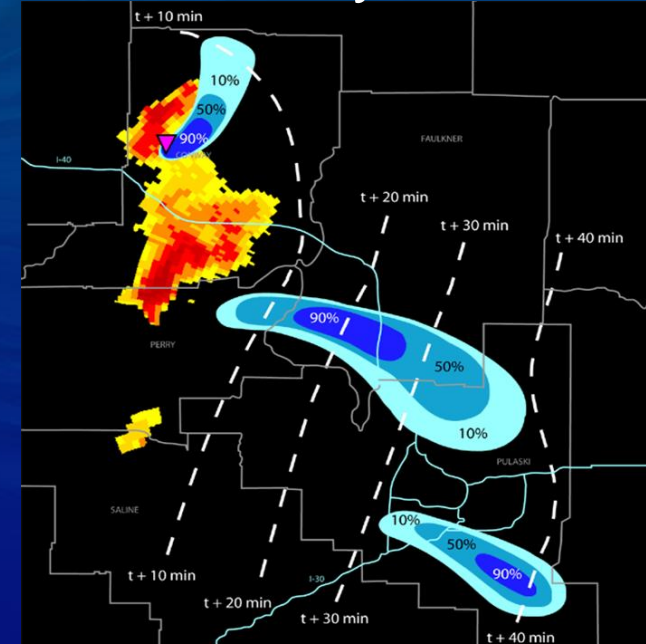 t + 10 min
10%
50%
90%
FAULKNER
I-40
t + 20 min
t + 30 min
t + 40 min
90%
PERRY
50%
10%
PULASKI
SALINE
10%
50%
90%
t + 10 min
I-30
t + 20 min
t + 30 min
t + 40 min